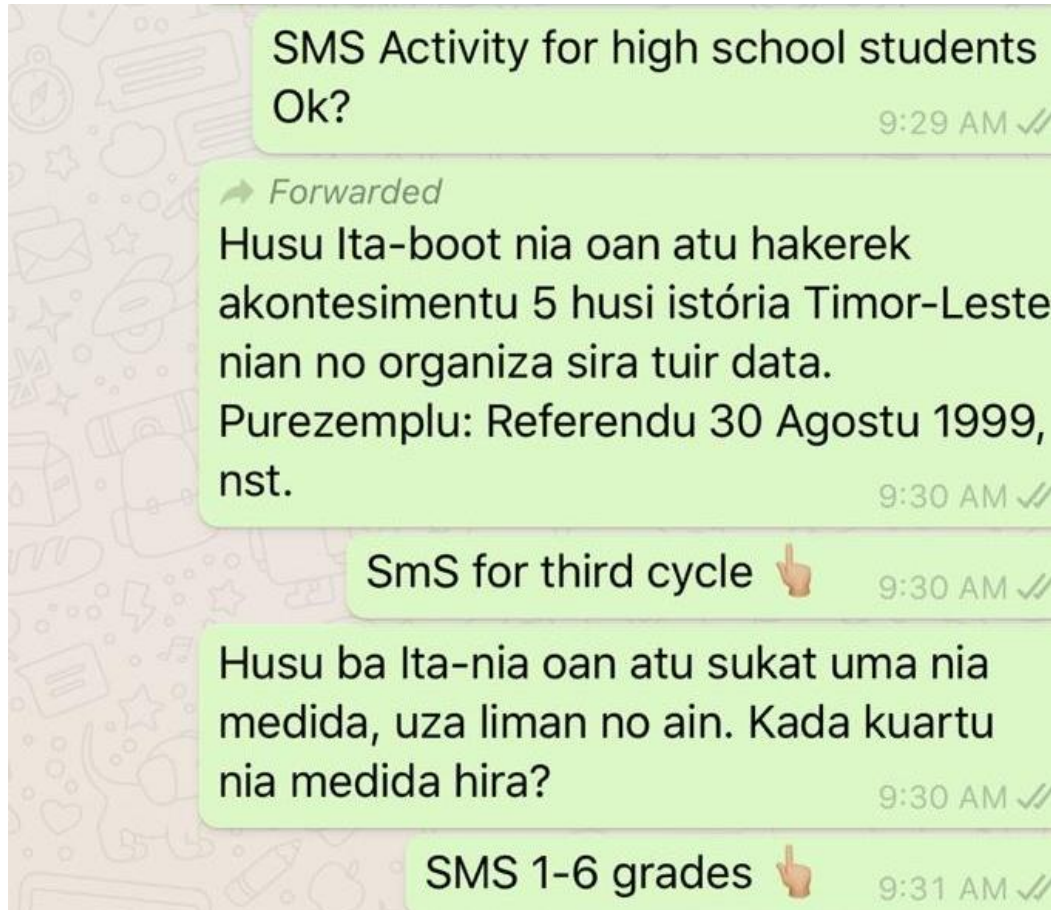 SMS Activity for high school students
Ok?
9:29 AM
Forwarded
Husu Ita-boot nia oan atu hakerek
akontesimentu 5 husi istória Timor-Leste
nian no organiza sira tuir data.
Purezemplu: Referendu 30 Agostu 1999,
nst.
9:30 AM
SmS for third cycle 👆
9:30 AM
Husu ba Ita-nia oan atu sukat uma nia
medida, uza liman no ain. Kada kuartu
nia medida hira?
9:30 AM
SMS 1-6 grades 👆
9:31 AM